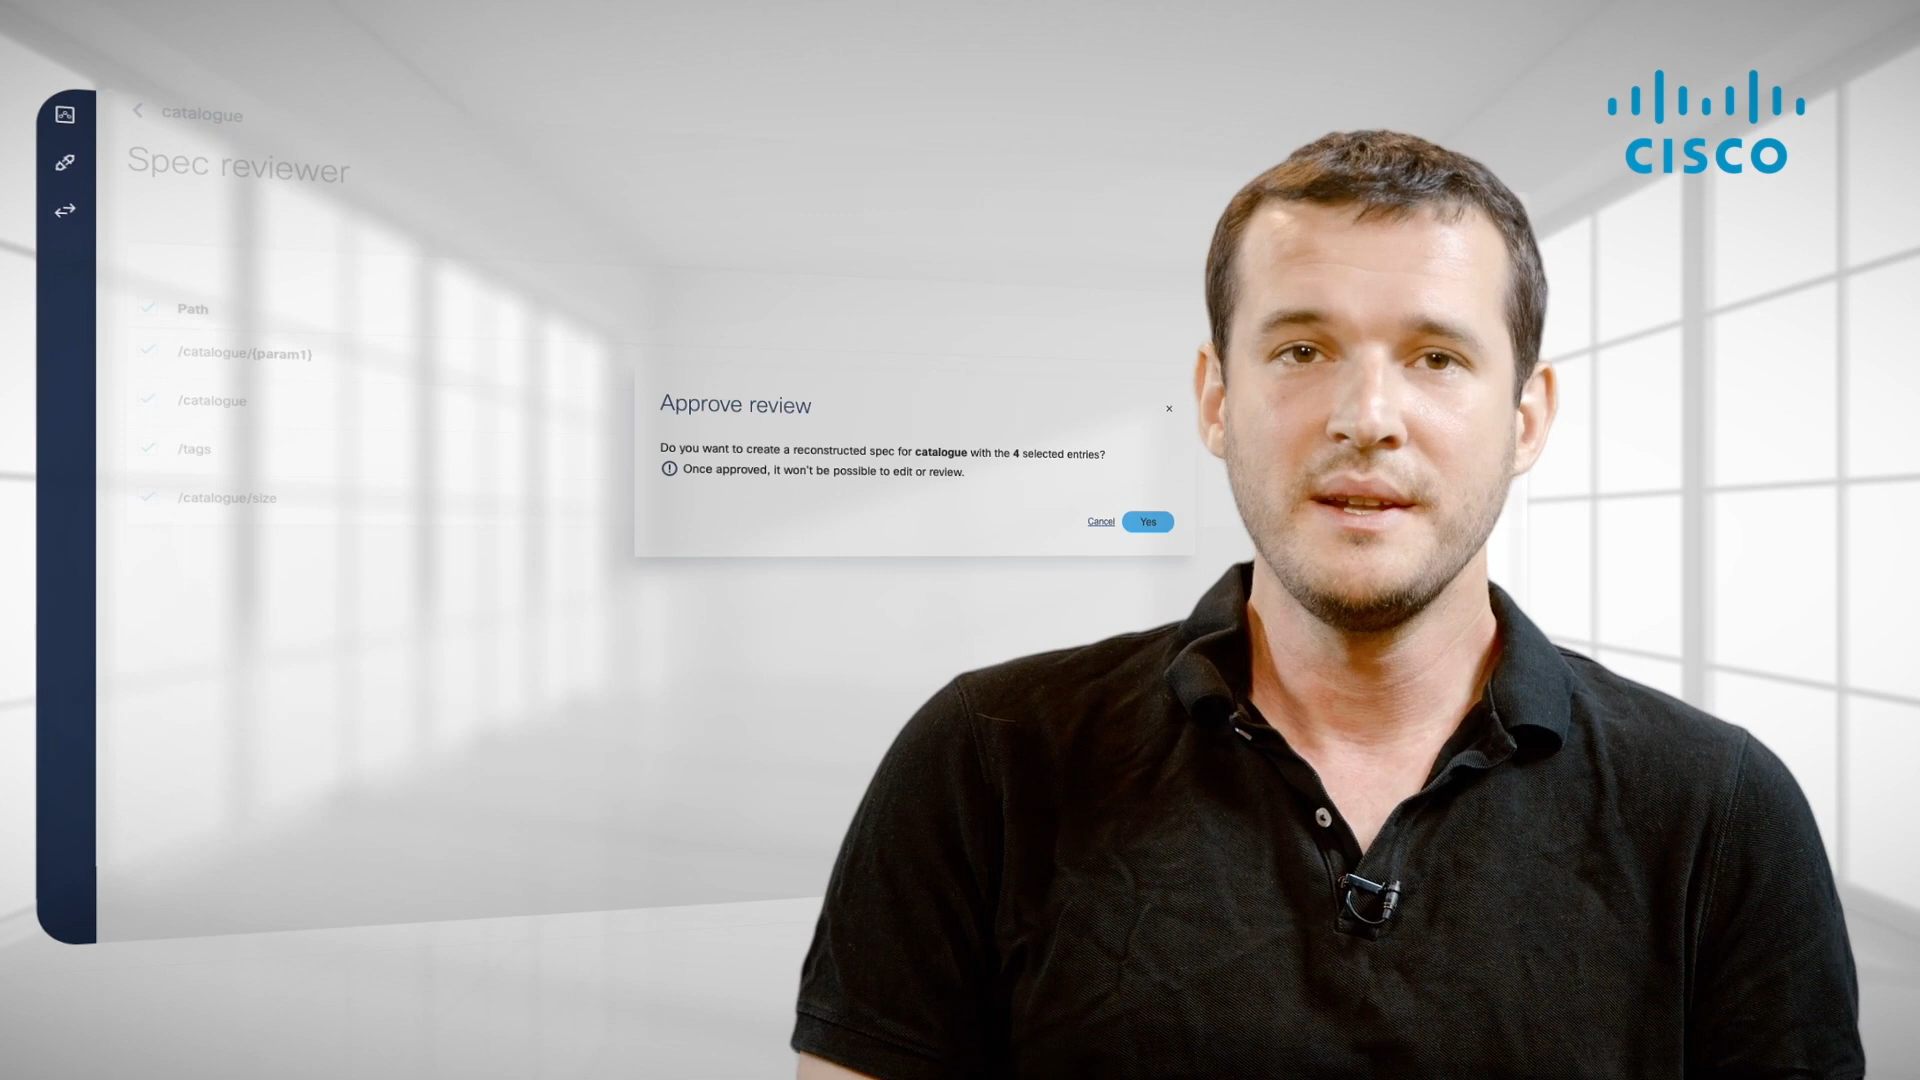 catalogue
Spec reviewer
Path
/catalogue/{param1}
/catalogue
/tags
/catalogue/size
Approve review
×
Do you want to create a reconstructed spec for catalogue with the 4 selected entries?
Once approved, it won't be possible to edit or review.
Cancel Yes
CISCO